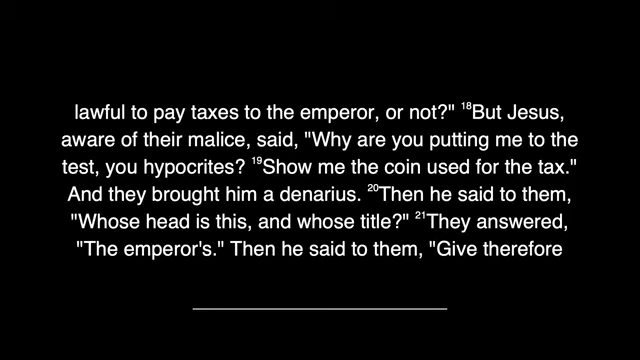 lawful to pay taxes to the emperor, or not?" ¹⁸But Jesus,
aware of their malice, said, "Why are you putting me to the
test, you hypocrites? ¹⁹Show me the coin used for the tax."
And they brought him a denarius. ²⁰Then he said to them,
"Whose head is this, and whose title?" ²¹They answered,
"The emperor's." Then he said to them, "Give therefore